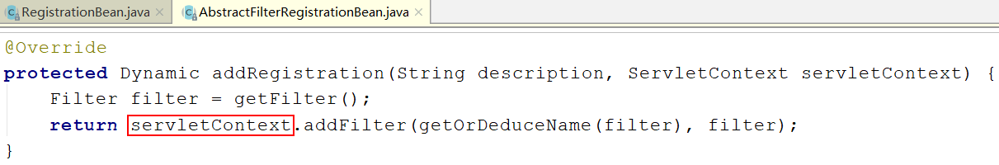 RegistrationBean.java × AbstractFilterRegistrationBean.java ×
@Override
protected Dynamic addRegistration(String description, ServletContext servletContext) {
    Filter filter = getFilter();
    return servletContext.addFilter(getOrDeduceName(filter), filter);
}